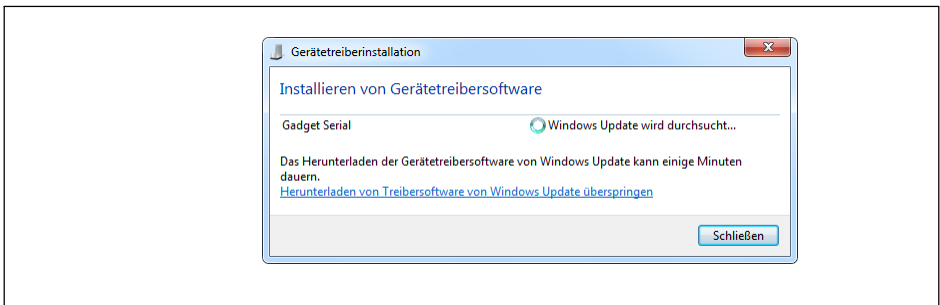 Gerätetreiberinstallation
Installieren von Gerätetreibersoftware
Gadget Serial Windows Update wird durchsucht...
Das Herunterladen der Gerätetreibersoftware von Windows Update kann einige Minuten
dauern.
Herunterladen von Treibersoftware von Windows Update überspringen
Schließen